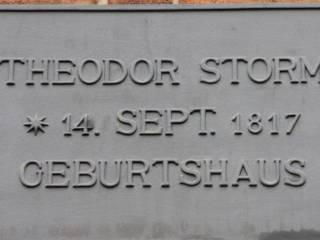 THEODOR STORM
* 14. SEPT. 1817
GEBURTSHAUS